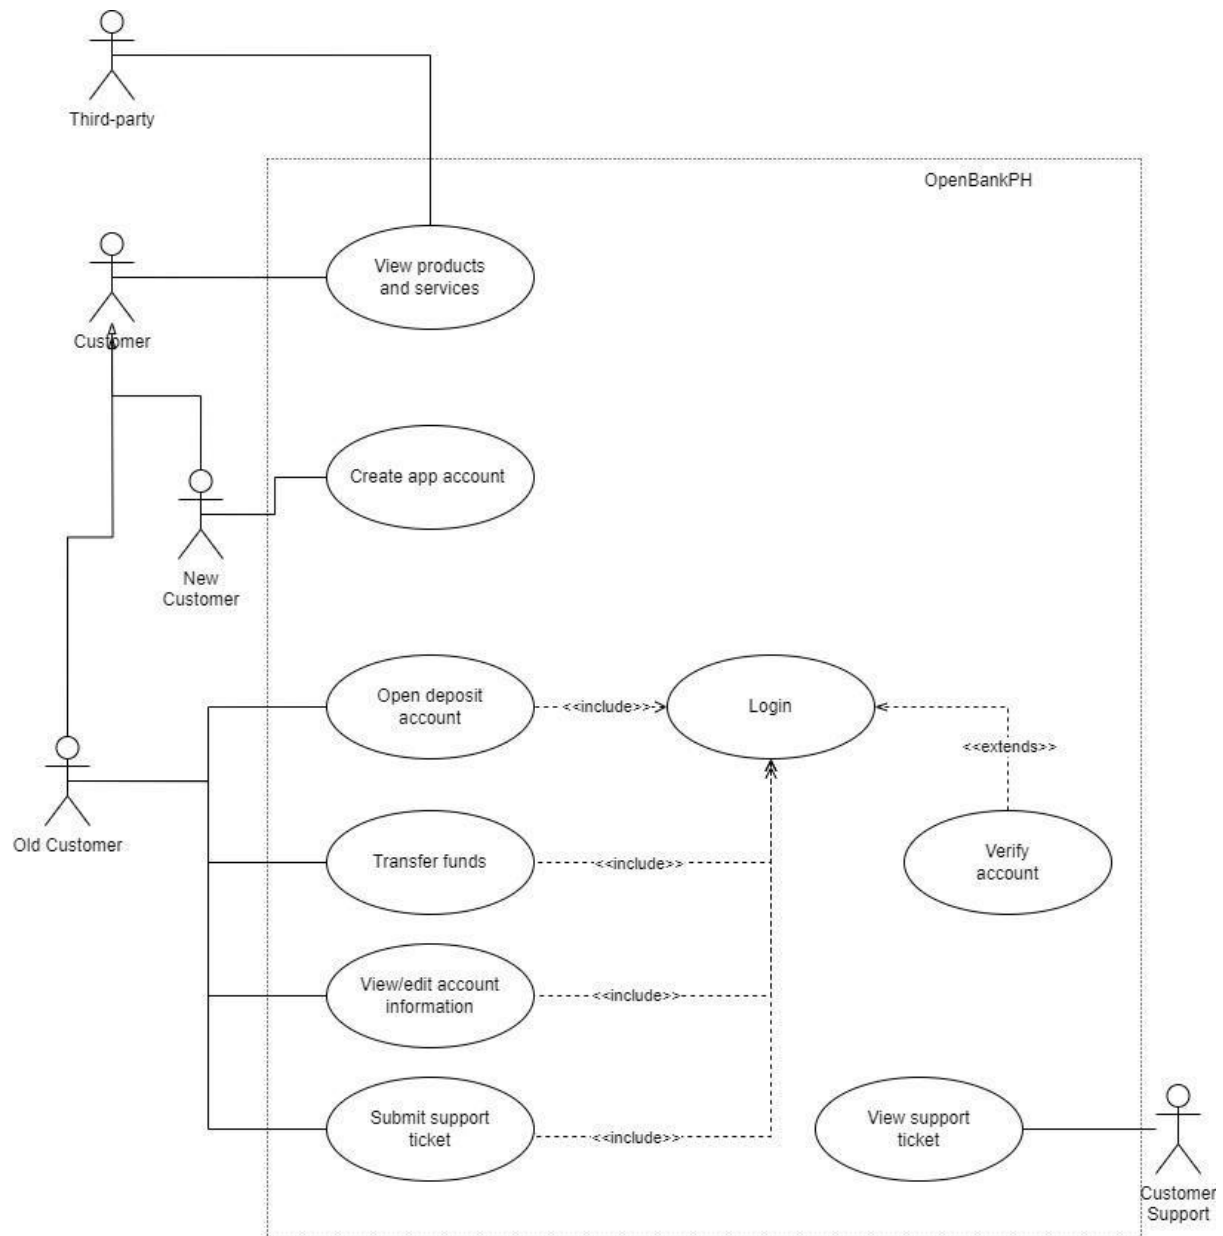 Third-party
OpenBankPH
View products
and services
Customer
Create app account
New
Customer
Open deposit
account
<<include>>
Login
<<extends>>
Old Customer
Transfer funds
<<include>>
Verify
account
View/edit account
information
<<include>>
Submit support
ticket
<<include>>
View support
ticket
Customer
Support